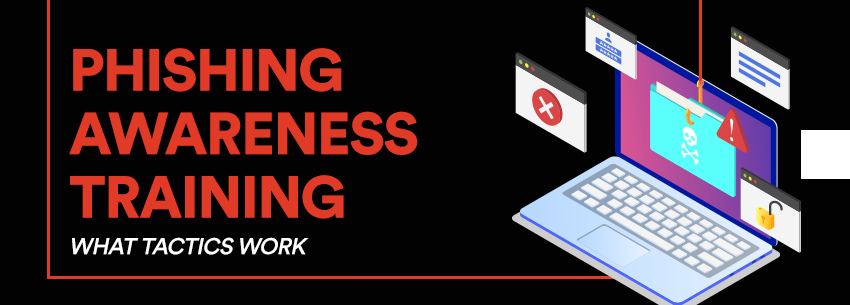 PHISHING
AWARENESS
TRAINING
WHAT TACTICS WORK